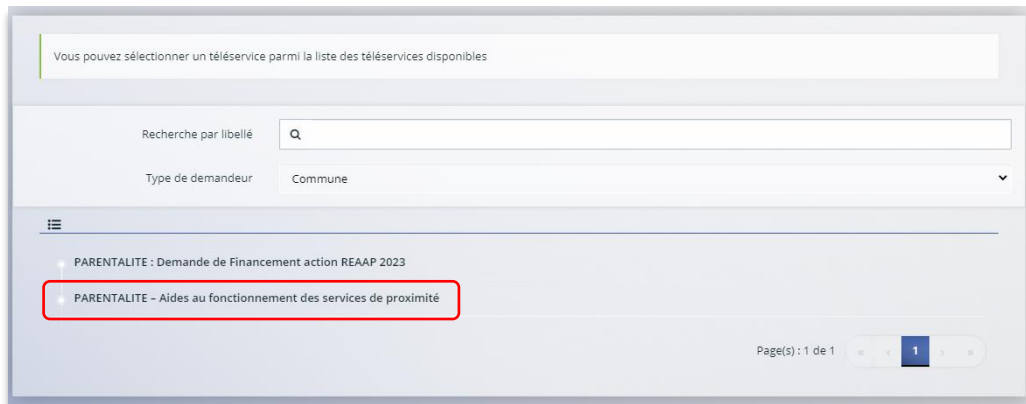 Vous pouvez sélectionner un téléservice parmi la liste des téléservices disponibles
Recherche par libellé
Type de demandeur Commune
PARENTALITE : Demande de Financement action REAAP 2023
PARENTALITE – Aides au fonctionnement des services de proximité
Page(s) : 1 de 1 « ‹ 1 › »